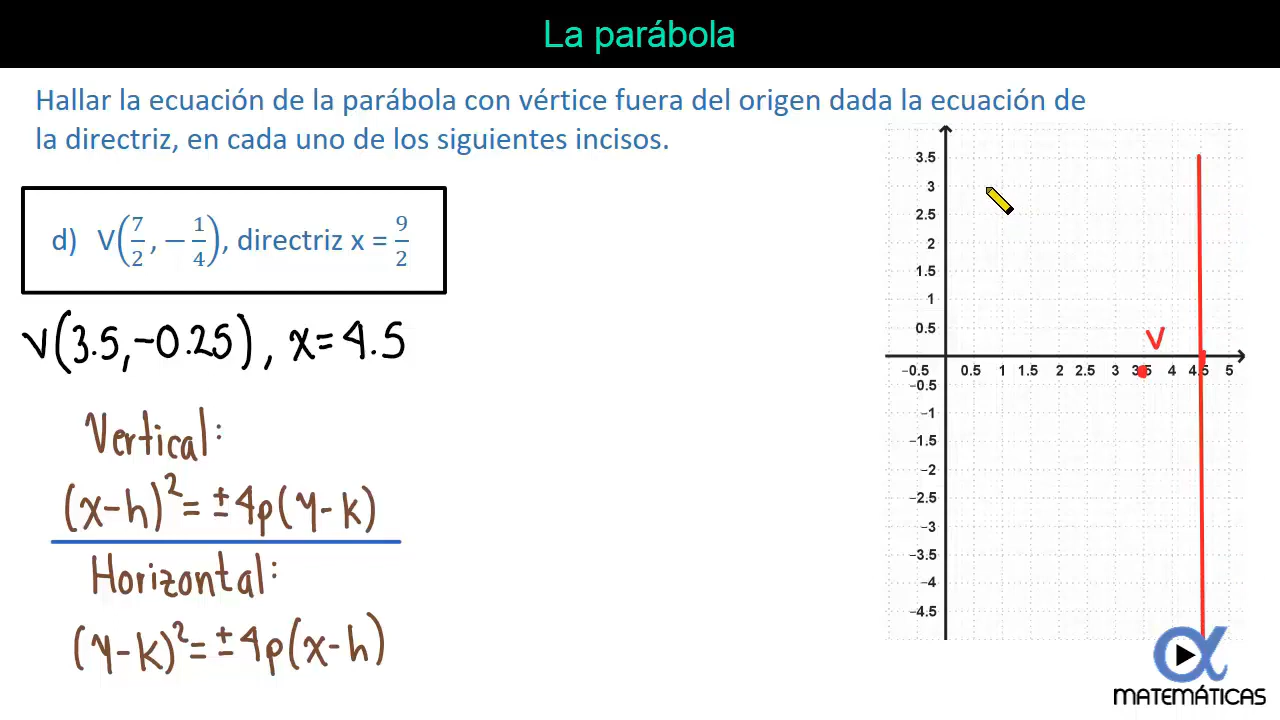 La parábola
Hallar la ecuación de la parábola con vértice fuera del origen dada la ecuación de
la directriz, en cada uno de los siguientes incisos.
d) V(7/2, −1/4), directriz x = 9/2
V(3.5,-0.25), x=4.5
Vertical:
(x-h)²=±4p(y-k)
Horizontal:
(y-k)²=±4p(x-h)
3.5
3
2.5
2
1.5
1
0.5
V
−0.5 0.5 1 1.5 2 2.5 3 3.5 4 4.5 5
−0.5
−1
−1.5
−2
−2.5
−3
−3.5
−4
−4.5
MATEMÁTICAS